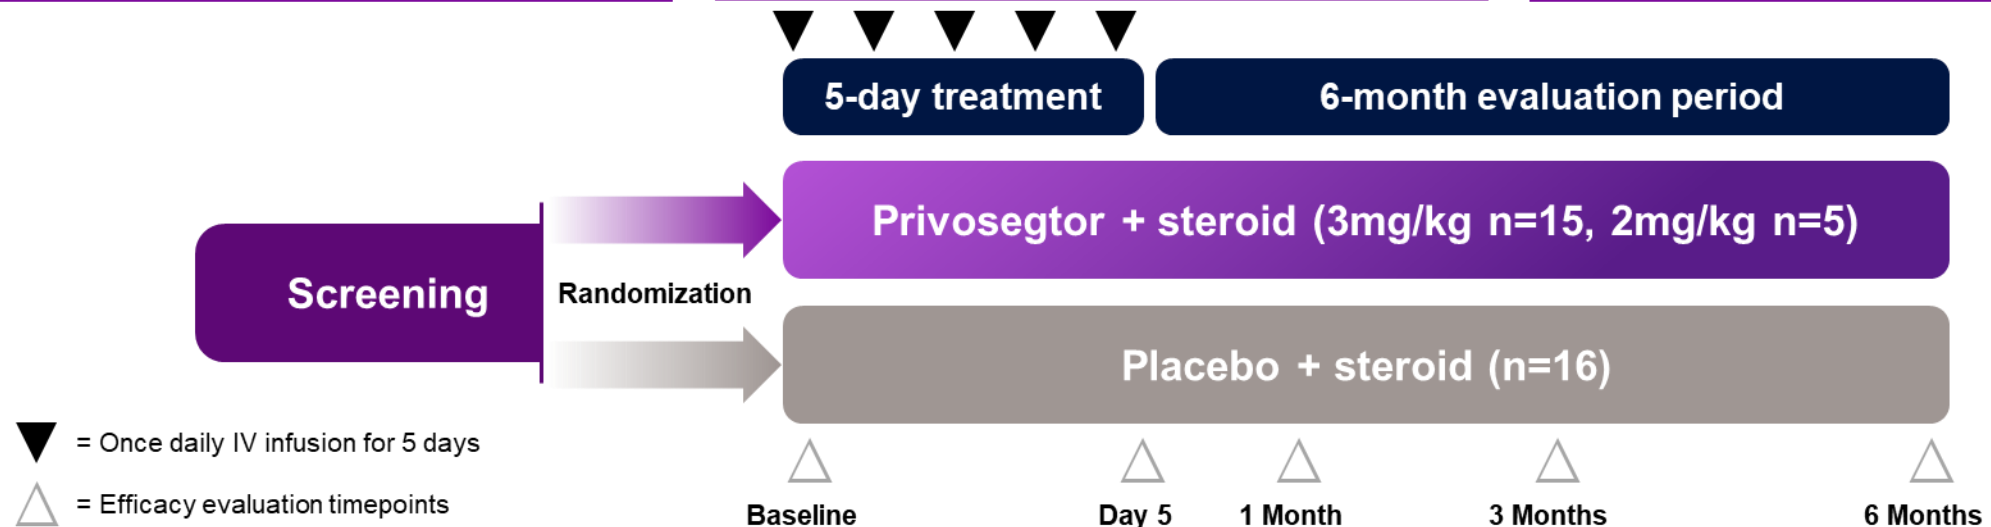 5-day treatment
6-month evaluation period
Privosegtor + steroid (3mg/kg n=15, 2mg/kg n=5)
Screening
Randomization
Placebo + steroid (n=16)
= Once daily IV infusion for 5 days
= Efficacy evaluation timepoints
Baseline
Day 5
1 Month
3 Months
6 Months